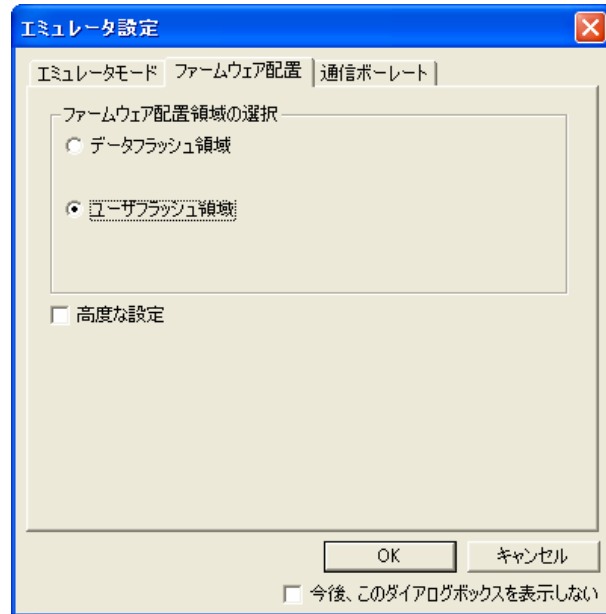 エミュレータ設定
エミュレータモード
ファームウェア配置
通信ボーレート
ファームウェア配置領域の選択
データフラッシュ領域
ユーザフラッシュ領域
高度な設定
OK
キャンセル
今後、このダイアログボックスを表示しない